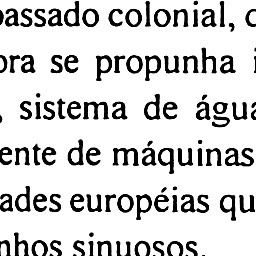 passado colonial,
ora se propunha
, sistema de água
ente de máquinas
ades européias qu
nhos sinuosos.